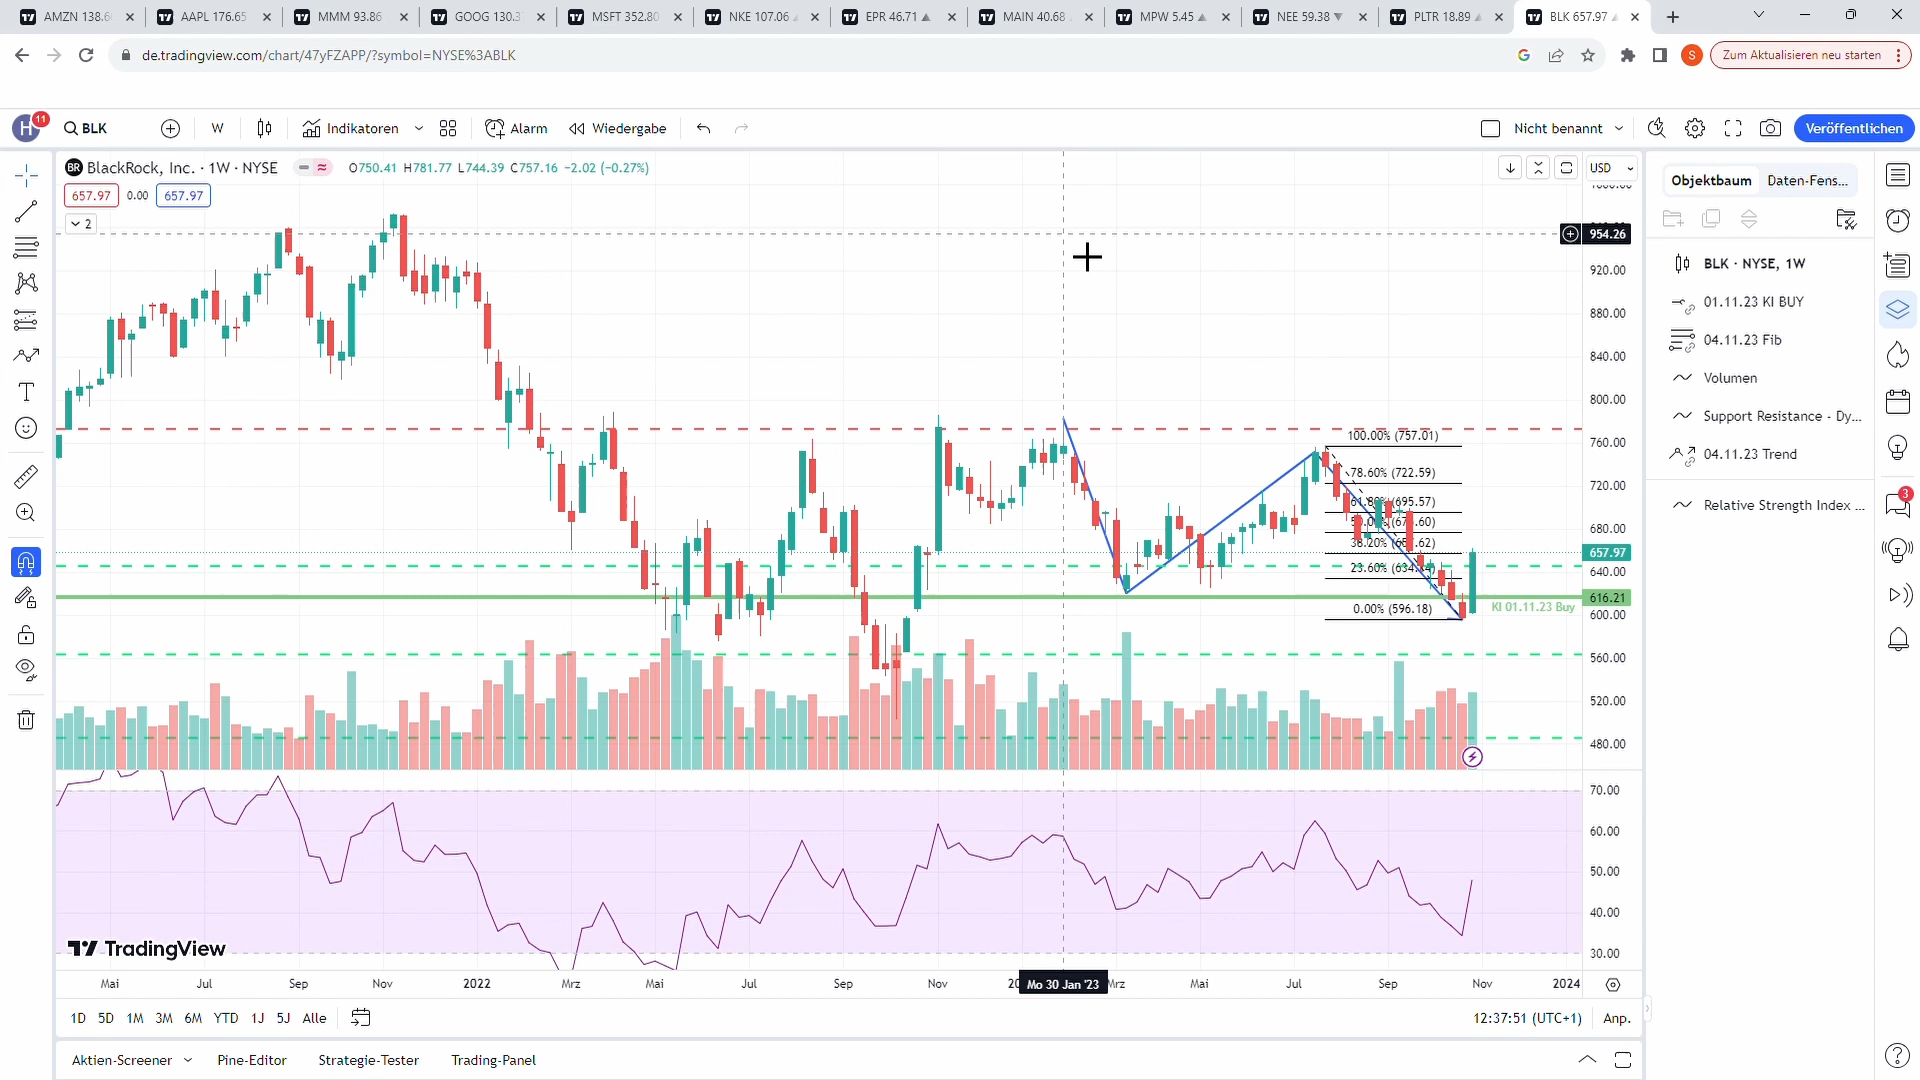 AMZN 138.6
AAPL 176.65
MMM 93.86
GOOG 130.3
MSFT 352.80
NKE 107.06
EPR 46.71
MAIN 40.68
MPW 5.45
NEE 59.38
PLTR 18.89
BLK 657.97
de.tradingview.com/chart/47yFZAPP/?symbol=NYSE%3ABLK
S
Zum Aktualisieren neu starten
H
11
BLK
W
Indikatoren
Alarm
Wiedergabe
Nicht benannt
Veröffentlichen
BR BlackRock, Inc. · 1W · NYSE
O750.41 H781.77 L744.39 C757.16 −2.02 (−0.27%)
USD
657.97 0.00 657.97
2
954.26
920.00
880.00
840.00
800.00
760.00
720.00
680.00
657.97
640.00
616.21
600.00
560.00
520.00
480.00
100.00% (757.01)
78.60% (722.59)
61.80% (695.57)
0.00% (596.18)
KI 01.11.23 Buy
70.00
60.00
50.00
40.00
30.00
TradingView
Mai Jul Sep Nov 2022 Mrz Mai Jul Sep Nov Mo 30 Jan '23 Mrz Mai Jul Sep Nov 2024
1D 5D 1M 3M 6M YTD 1J 5J Alle
12:37:51 (UTC+1) Anp.
Aktien-Screener Pine-Editor Strategie-Tester Trading-Panel
Objektbaum Daten-Fens...
BLK · NYSE, 1W
01.11.23 KI BUY
04.11.23 Fib
Volumen
Support Resistance - Dy...
04.11.23 Trend
Relative Strength Index ...
3